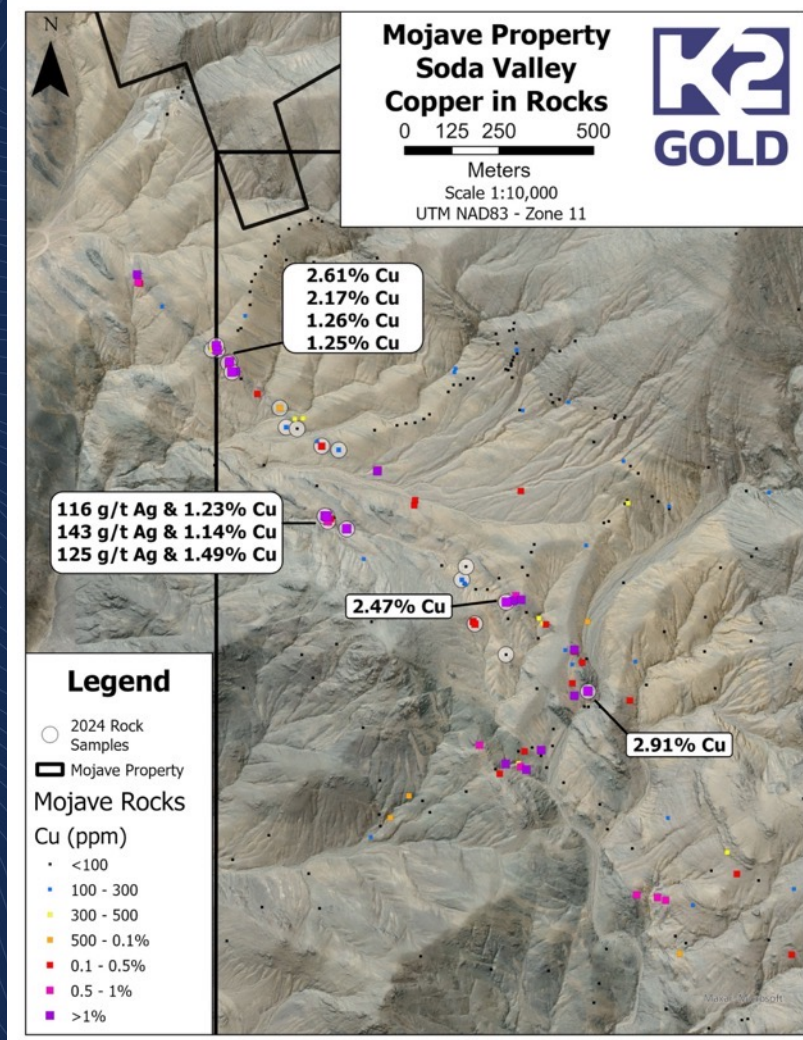 N
Mojave Property
Soda Valley
Copper in Rocks
0 125 250 500
Meters
Scale 1:10,000
UTM NAD83 - Zone 11
K2
GOLD
2.61% Cu
2.17% Cu
1.26% Cu
1.25% Cu
116 g/t Ag & 1.23% Cu
143 g/t Ag & 1.14% Cu
125 g/t Ag & 1.49% Cu
2.47% Cu
2.91% Cu
Legend
2024 Rock
Samples
Mojave Property
Mojave Rocks
Cu (ppm)
<100
100 - 300
300 - 500
500 - 0.1%
0.1 - 0.5%
0.5 - 1%
>1%
Microsoft